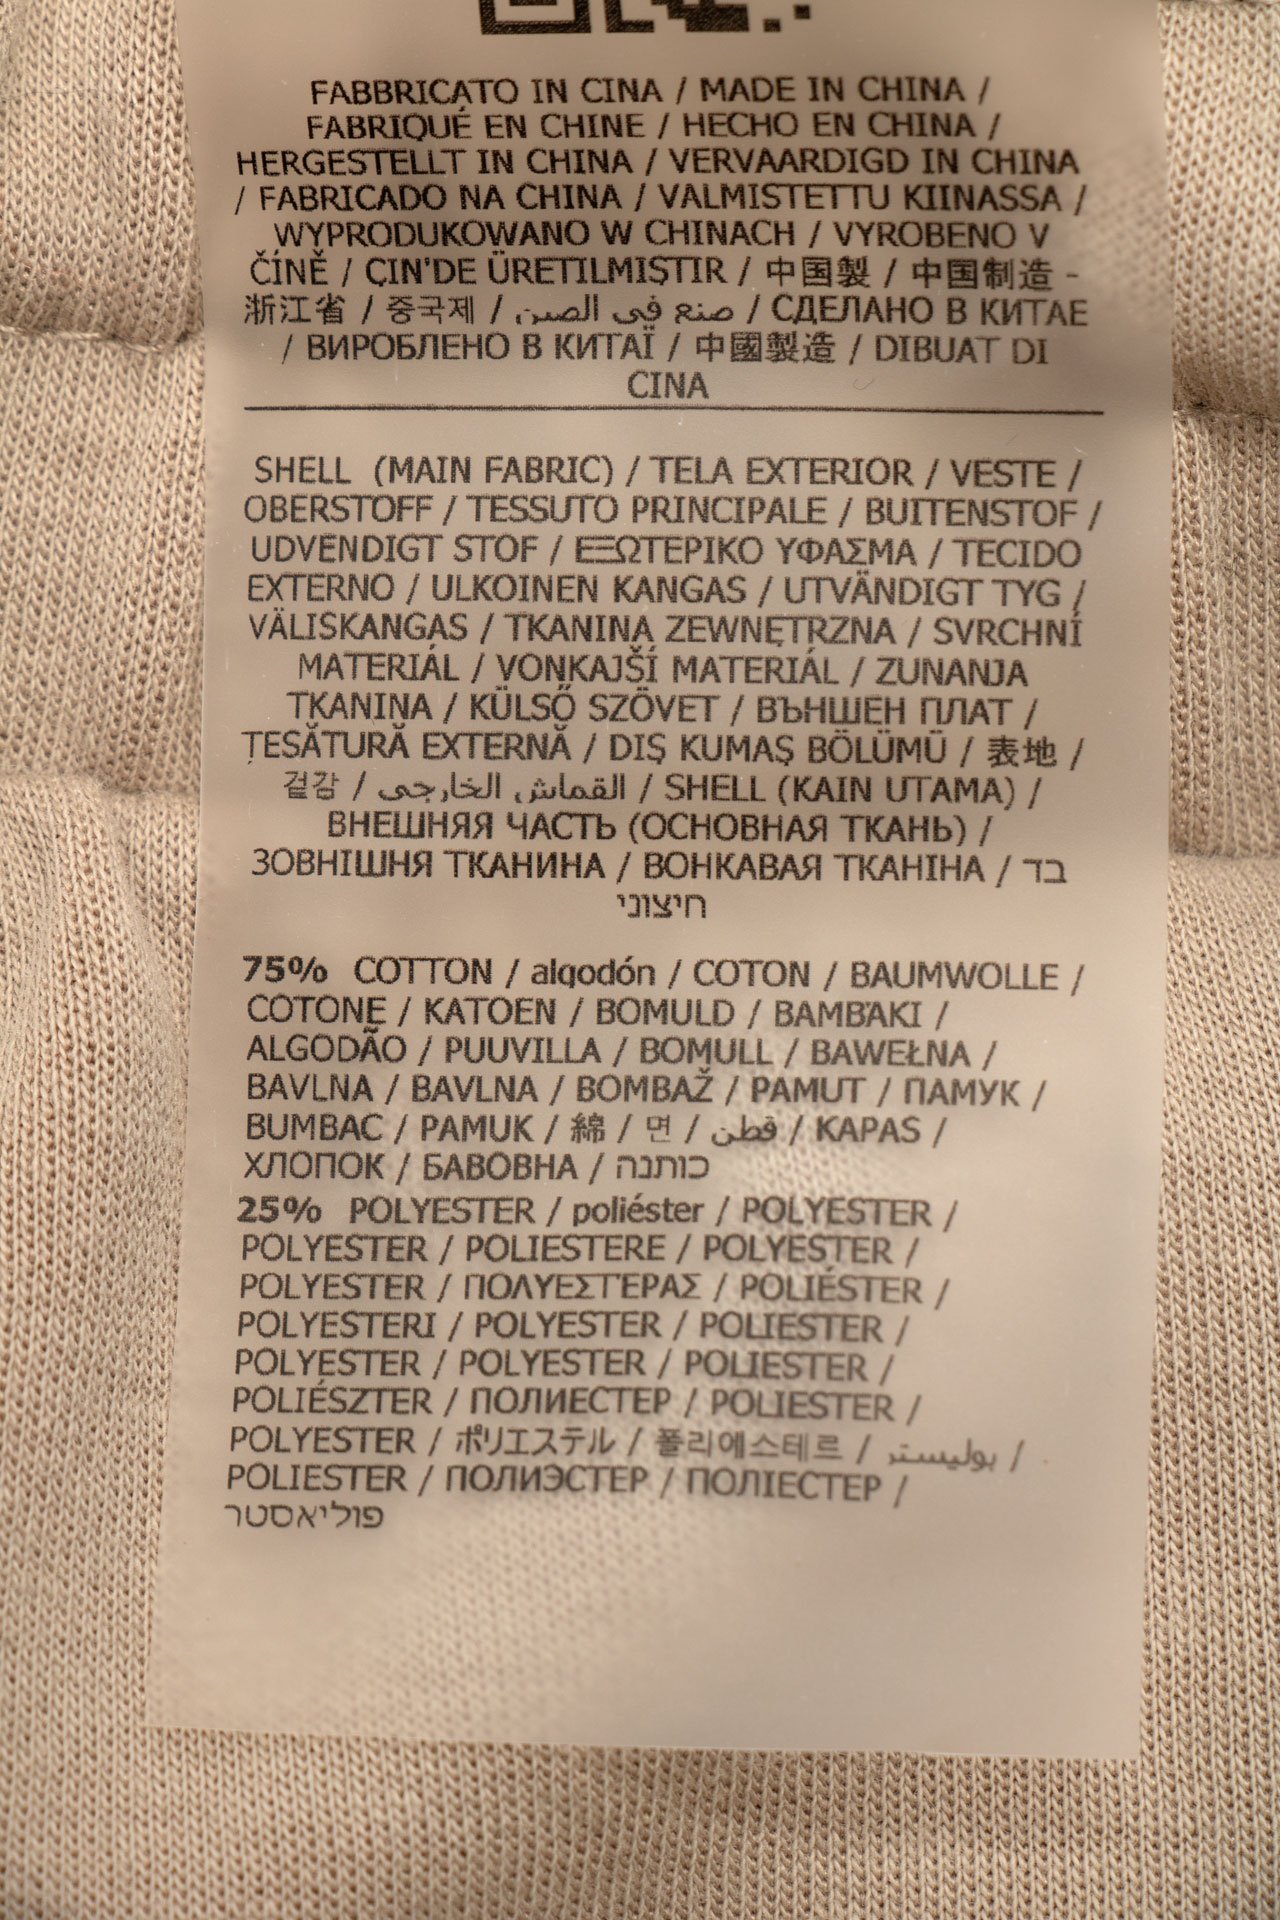 FABBRICATO IN CINA / MADE IN CHINA /
FABRIQUÉ EN CHINE / HECHO EN CHINA /
HERGESTELLT IN CHINA / VERVAARDIGD IN CHINA
/ FABRICADO NA CHINA / VALMISTETTU KIINASSA /
WYPRODUKOWANO W CHINACH / VYROBENO V
ČÍNĚ / ÇIN'DE ÜRETILMIŞTIR / 中国製 / 中国制造 -
浙江省 / 중국제 / صنع في الصين / СДЕЛАНО В КИТАЕ
/ ВИРОБЛЕНО В КИТАЇ / 中國製造 / DIBUAT DI
CINA
SHELL (MAIN FABRIC) / TELA EXTERIOR / VESTE /
OBERSTOFF / TESSUTO PRINCIPALE / BUITENSTOF /
UDVENDIGT STOF / ΕΞΩΤΕΡΙΚΟ ΥΦΑΣΜΑ / TECIDO
EXTERNO / ULKOINEN KANGAS / UTVÄNDIGT TYG /
VÄLISKANGAS / TKANINA ZEWNĘTRZNA / SVRCHNÍ
MATERIÁL / VONKAJŠÍ MATERIÁL / ZUNANJA
TKANINA / KÜLSŐ SZÖVET / ВЪНШЕН ПЛАТ /
ȚESĂTURĂ EXTERNĂ / DIŞ KUMAŞ BÖLÜMÜ / 表地 /
겉감 / القماش الخارجي / SHELL (KAIN UTAMA) /
ВНЕШНЯЯ ЧАСТЬ (ОСНОВНАЯ ТКАНЬ) /
ЗОВНІШНЯ ТКАНИНА / ВОНКАВАЯ ТКАНІНА / בד
חיצוני
75% COTTON / algodón / COTON / BAUMWOLLE /
COTONE / KATOEN / BOMULD / ΒΑΜΒΆΚΙ /
ALGODÃO / PUUVILLA / BOMULL / BAWEŁNA /
BAVLNA / BAVLNA / BOMBAŽ / PAMUT / ПАМУК /
BUMBAC / PAMUK / 綿 / 면 / قطن / KAPAS /
ХЛОПОК / БАВОВНА / כותנה
25% POLYESTER / poliéster / POLYESTER /
POLYESTER / POLIESTERE / POLYESTER /
POLYESTER / ΠΟΛΥΕΣΤΈΡΑΣ / POLIÉSTER /
POLYESTERI / POLYESTER / POLIESTER /
POLYESTER / POLYESTER / POLIESTER /
POLIÉSZTER / ПОЛИЕСТЕР / POLIESTER /
POLYESTER / ポリエステル / 폴리에스테르 / بوليستر /
POLIESTER / ПОЛИЭСТЕР / ПОЛІЕСТЕР /
פוליאסטר